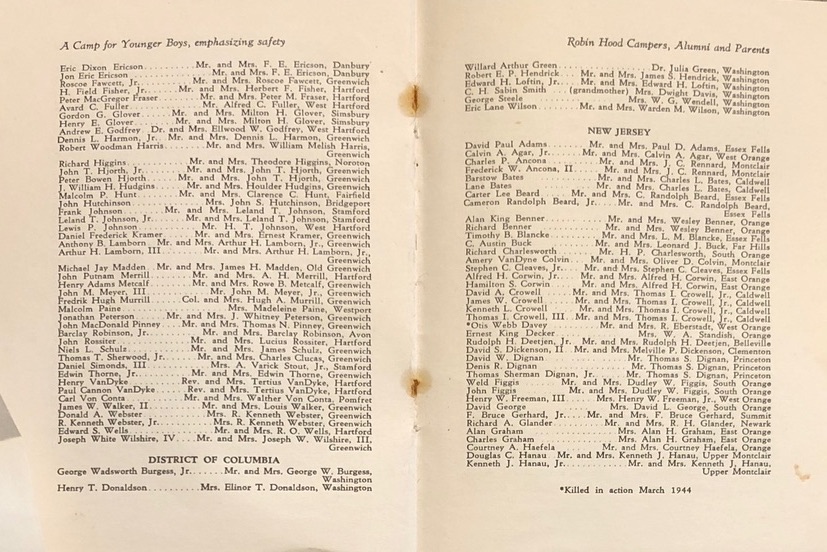 A Camp for Younger Boys, emphasizing safety
Eric Dixon Ericson..........Mr. and Mrs. F. E. Ericson, Danbury
Jon Eric Ericson..........Mr. and Mrs. F. E. Ericson, Danbury
Roscoe Fawcett, Jr.......Mr. and Mrs. Roscoe Fawcett, Greenwich
H. Field Fisher, Jr....Mr. and Mrs. Herbert F. Fisher, Hartford
Peter MacGregor Fraser......Mr. and Mrs. Peter M. Fraser, Hartford
Avard C. Fuller..........Mr. Alfred C. Fuller, West Hartford
Gordon G. Glover......Mr. and Mrs. Milton H. Glover, Simsbury
Henry E. Glover......Mr. and Mrs. Milton H. Glover, Simsbury
Andrew E. Godfrey Dr. and Mrs. Ellwood W. Godfrey, West Hartford
Dennis L. Harmon, Jr. Mr. and Mrs. Dennis L. Harmon, Greenwich
Robert Woodman Harris......Mr. and Mrs. William Melish Harris,
Greenwich
Richard Higgins......Mr. and Mrs. Theodore Higgins, Noroton
John T. Hjorth, Jr......Mr. and Mrs. John T. Hjorth, Greenwich
Peter Bowen Hjorth......Mr. and Mrs. John T. Hjorth, Greenwich
J. William H. Hudgins....Mr. and Mrs. Houlder Hudgins, Greenwich
Malcolm P. Hunt......Mr. and Mrs. Clarence C. Hunt, Fairfield
John Hutchinson..........Mrs. John S. Hutchinson, Bridgeport
Frank Johnson......Mr. and Mrs. Leland T. Johnson, Stamford
Leland T. Johnson, Jr.....Mr. and Mrs. Leland T. Johnson, Stamford
Lewis P. Johnson..........Mr. H. T. Johnson, West Hartford
Daniel Frederick Kramer......Mr. and Mrs. Ernest Kramer, Greenwich
Anthony B. Lamborn Mr. and Mrs. Arthur H. Lamborn, Jr., Greenwich
Arthur H. Lamborn, III......Mr. and Mrs. Arthur H. Lamborn, Jr.,
Greenwich
Michael Jay Madden Mr. and Mrs. James H. Madden, Old Greenwich
John Putnam Merrill......Mr. and Mrs. A. H. Merrill, Hartford
Henry Adams Metcalf......Mr. and Mrs. Rowe B. Metcalf, Greenwich
John M. Meyer, III..........Mr. John M. Meyer, Jr., Greenwich
Fredrik Hugh Murrill....Col. and Mrs. Hugh A. Murrill, Greenwich
Malcolm Paine..............Mrs. Madeleine Paine, Westport
Jonathan Peterson......Mr. and Mrs. J. Whitney Peterson, Greenwich
John MacDonald Pinney...Mr. and Mrs. Thomas N. Pinney, Greenwich
Barclay Robinson, Jr..........Mr. and Mrs. Barclay Robinson, Avon
John Rossiter..........Mr. and Mrs. Lucius Rossiter, Hartford
Niels L. Schulz..........Mr. and Mrs. James Schulz, Greenwich
Thomas T. Sherwood, Jr......Mr. and Mrs. Charles Clucas, Greenwich
Daniel Simonds, III..........Mrs. A. Varick Stout, Jr., Stamford
Edwin Thorne, Jr..........Mr. and Mrs. Edwin Thorne, Greenwich
Henry VanDyke..........Rev. and Mrs. Tertius VanDyke, Hartford
Paul Cannon VanDyke......Rev. and Mrs. Tertius VanDyke, Hartford
Carl Von Conta......Mr. and Mrs. Walther Von Conta, Pomfret
James W. Walker, II..........Mr. and Mrs. Louis Walker, Greenwich
Donald A. Webster..........Mrs. R. Kenneth Webster, Greenwich
R. Kenneth Webster, Jr......Mrs. R. Kenneth Webster, Greenwich
Edward S. Wells..........Mr. and Mrs. R. O. Wells, Hartford
Joseph White Wilshire, IV....Mr. and Mrs. Joseph W. Wilshire, III,
Greenwich
DISTRICT OF COLUMBIA
George Wadsworth Burgess, Jr.......Mr. and Mrs. George W. Burgess,
Washington
Henry T. Donaldson..........Mrs. Elinor T. Donaldson, Washington
Robin Hood Campers, Alumni and Parents
Willard Arthur Green..............Dr. Julia Green, Washington
Robert E. P. Hendrick....Mr. and Mrs. James S. Hendrick, Washington
Edward H. Loftin, Jr.......Mr. and Mrs. Edward H. Loftin, Washington
C. H. Sabin Smith....(grandmother) Mrs. Dwight Davis, Washington
George Steele..............Mrs. W. G. Wendell, Washington
Eric Lane Wilson......Mr. and Mrs. Warden M. Wilson, Washington
NEW JERSEY
David Paul Adams........Mr. and Mrs. Paul D. Adams, Essex Fells
Calvin A. Agar, Jr......Mr. and Mrs. Calvin A. Agar, West Orange
Charles P. Ancona........Mr. and Mrs. J. C. Rennard, Montclair
Frederick W. Ancona, II......Mr. and Mrs. J. C. Rennard, Montclair
Barstow Bates..........Mr. and Mrs. Charles L. Bates, Caldwell
Lane Bates..........Mr. and Mrs. Charles L. Bates, Caldwell
Carter Lee Beard......Mr. and Mrs. C. Randolph Beard, Essex Fells
Cameron Randolph Beard, Jr......Mr. and Mrs. C. Randolph Beard,
Essex Fells
Alan King Benner..........Mr. and Mrs. Wesley Benner, Orange
Richard Benner..........Mr. and Mrs. Wesley Benner, Orange
Timothy B. Blancke......Mr. and Mrs. L. M. Blancke, Essex Fells
C. Austin Buck........Mr. and Mrs. Leonard J. Buck, Far Hills
Richard Charlesworth......Mr. H. P. Charlesworth, South Orange
Amery VanDyne Colvin....Mr. and Mrs. Oliver D. Colvin, Montclair
Stephen C. Cleaves, Jr....Mr. and Mrs. Stephen C. Cleaves, Essex Fells
Alfred H. Corwin, Jr......Mr. and Mrs. Alfred H. Corwin, East Orange
Hamilton S. Corwin......Mr. and Mrs. Alfred H. Corwin, East Orange
David A. Crowell......Mr. and Mrs. Thomas I. Crowell, Jr., Caldwell
James W. Crowell......Mr. and Mrs. Thomas I. Crowell, Jr., Caldwell
Kenneth L. Crowell......Mr. and Mrs. Thomas I. Crowell, Jr., Caldwell
Thomas I. Crowell, III....Mr. and Mrs. Thomas I. Crowell, Jr., Caldwell
*Otis Webb Davey..........Mr. and Mrs. R. Eberstadt, West Orange
Ernest King Decker..........Mrs. W. A. Standish, Orange
Rudolph H. Deetjen, Jr. Mr. and Mrs. Rudolph H. Deetjen, Belleville
David S. Dickenson, II Mr. and Mrs. Melville P. Dickenson, Clementon
David W. Dignan..............Mr. Thomas S. Dignan, Princeton
Denis R. Dignan..............Mr. Thomas S. Dignan, Princeton
Thomas Sherman Dignan, Jr.......Mr. Thomas S. Dignan, Princeton
Weld Figgis..........Mr. and Mrs. Dudley W. Figgis, South Orange
John Figgis..........Mr. and Mrs. Dudley W. Figgis, South Orange
Henry W. Freeman, III....Mrs. Henry W. Freeman, Jr., West Orange
David George..............Mrs. David L. George, South Orange
F. Bruce Gerhard, Jr.....Mr. and Mrs. F. Bruce Gerhard, Summit
Richard A. Glander..........Mr. and Mrs. R. H. Glander, Newark
Alan Graham..............Mrs. Alan H. Graham, East Orange
Charles Graham..........Mrs. Alan H. Graham, East Orange
Courtney A. Haefela......Mr. and Mrs. Courtney Haefela, Orange
Douglas C. Hanau Mr. and Mrs. Kenneth J. Hanau, Upper Montclair
Kenneth J. Hanau, Jr..........Mr. and Mrs. Kenneth J. Hanau,
Upper Montclair
*Killed in action March 1944